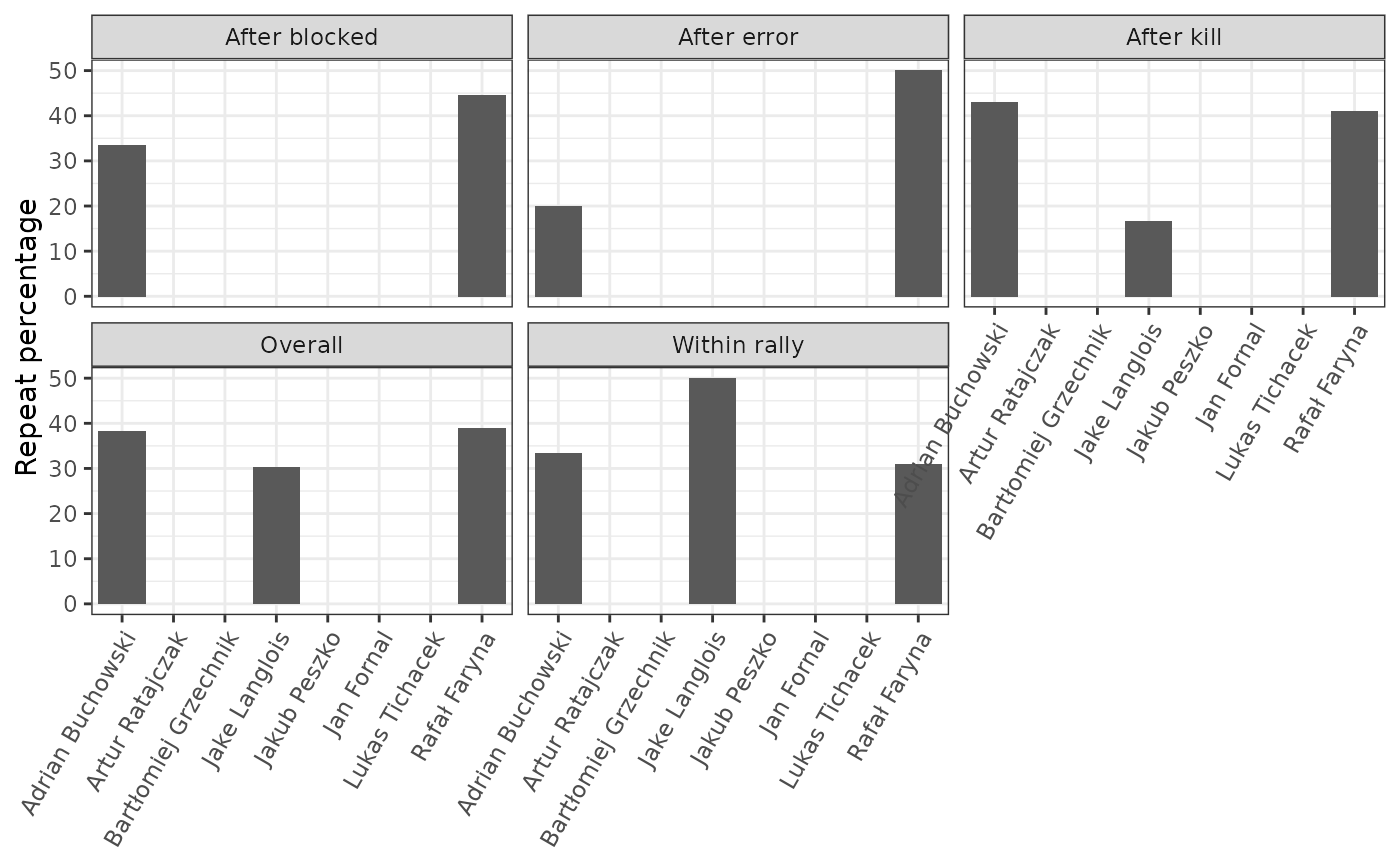 After blocked
After error
After kill
50
40
30
20
10
0
Repeat percentage
Adrian Buchowski
Artur Ratajczak
Bartłomiej Grzechnik
Jake Langlois
Jakub Peszko
Jan Fornal
Lukas Tichacek
Rafał Faryna
Overall
Within rally
50
40
30
20
10
0
Adrian Buchowski
Artur Ratajczak
Bartłomiej Grzechnik
Jake Langlois
Jakub Peszko
Jan Fornal
Lukas Tichacek
Rafał Faryna
Adrian Buchowski
Artur Ratajczak
Bartłomiej Grzechnik
Jake Langlois
Jakub Peszko
Jan Fornal
Lukas Tichacek
Rafał Faryna